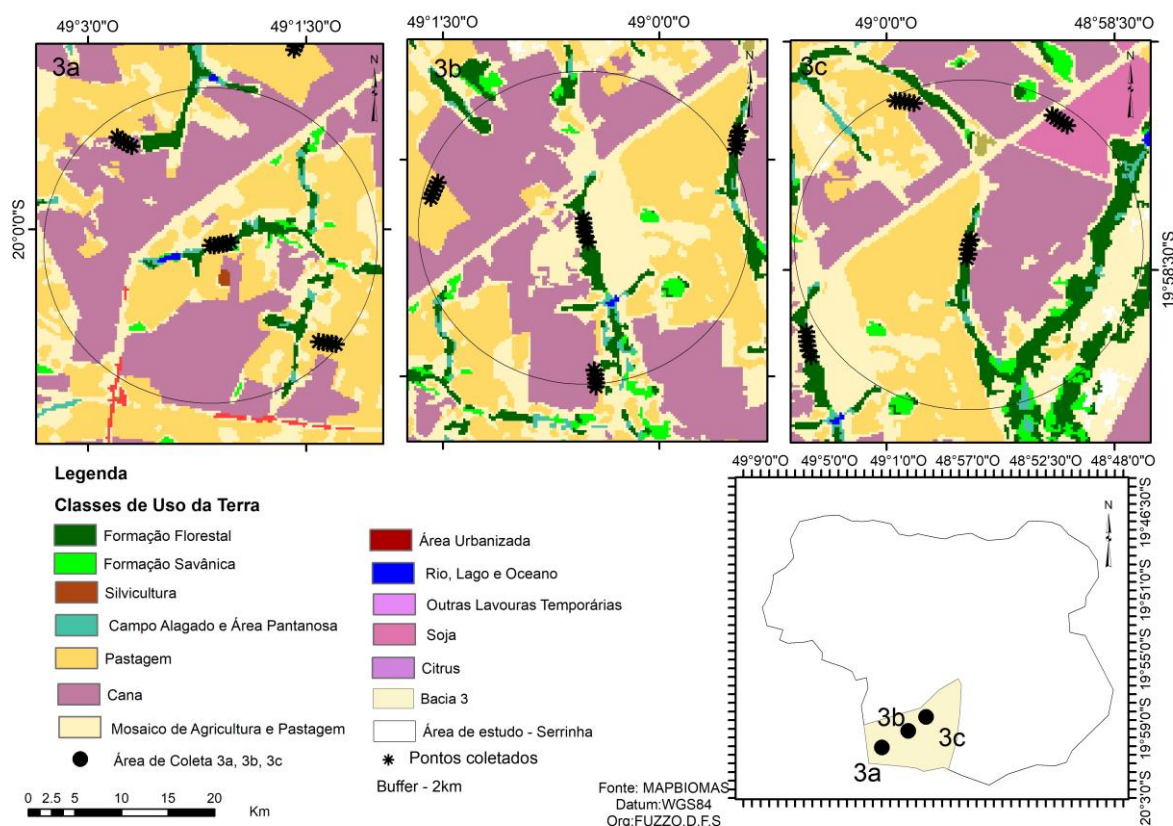 49°3'0"O 49°1'30"O
49°1'30"O 49°0'0"O
49°0'0"O 48°58'30"O
3a
N
3b
N
3c
N
20°0'0"S
19°58'30"S
Legenda
Classes de Uso da Terra
Formação Florestal
Formação Savânica
Silvicultura
Campo Alagado e Área Pantanosa
Pastagem
Cana
Mosaico de Agricultura e Pastagem
Área de Coleta 3a, 3b, 3c
Área Urbanizada
Rio, Lago e Oceano
Outras Lavouras Temporárias
Soja
Citrus
Bacia 3
Área de estudo - Serrinha
Pontos coletados
Buffer - 2km
0 2.5 5 10 15 20
Km
Fonte: MAPBIOMAS
Datum:WGS84
Org:FUZZO.D.F.S
49°9'0"O 49°5'0"O 49°1'0"O 48°57'0"O 48°52'30"O 48°48'0"O
N
3b
3c
3a
19°46'30"S
19°51'0"S
19°55'0"S
19°59'0"S
20°3'0"S